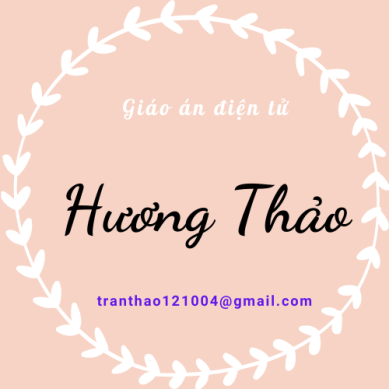 Giáo án điện tử
Hương Thảo
tranthao121004@gmail.com